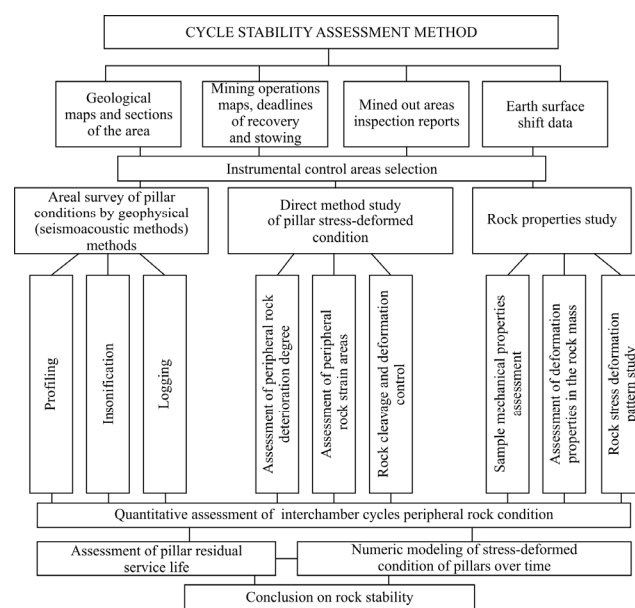 CYCLE STABILITY ASSESSMENT METHOD
Geological
maps and sections
of the area
Mining operations
maps, deadlines
of recovery
and stowing
Mined out areas
inspection reports
Earth surface
shift data
Instrumental control areas selection
Areal survey of pillar
conditions by geophysical
(seismoacoustic methods)
methods
Direct method study
of pillar stress-deformed
condition
Rock properties study
Profiling
Insonification
Logging
Assessment of peripheral rock
deterioration degree
Assessment of peripheral
rock strain areas
Rock cleavage and deformation
control
Sample mechanical properties
assessment
Assessment of deformation
properties in the rock mass
Rock stress deformation
pattern study
Quantitative assessment of interchamber cycles peripheral rock condition
Assessment of pillar residual
service life
Numeric modeling of stress-deformed
condition of pillars over time
Conclusion on rock stability